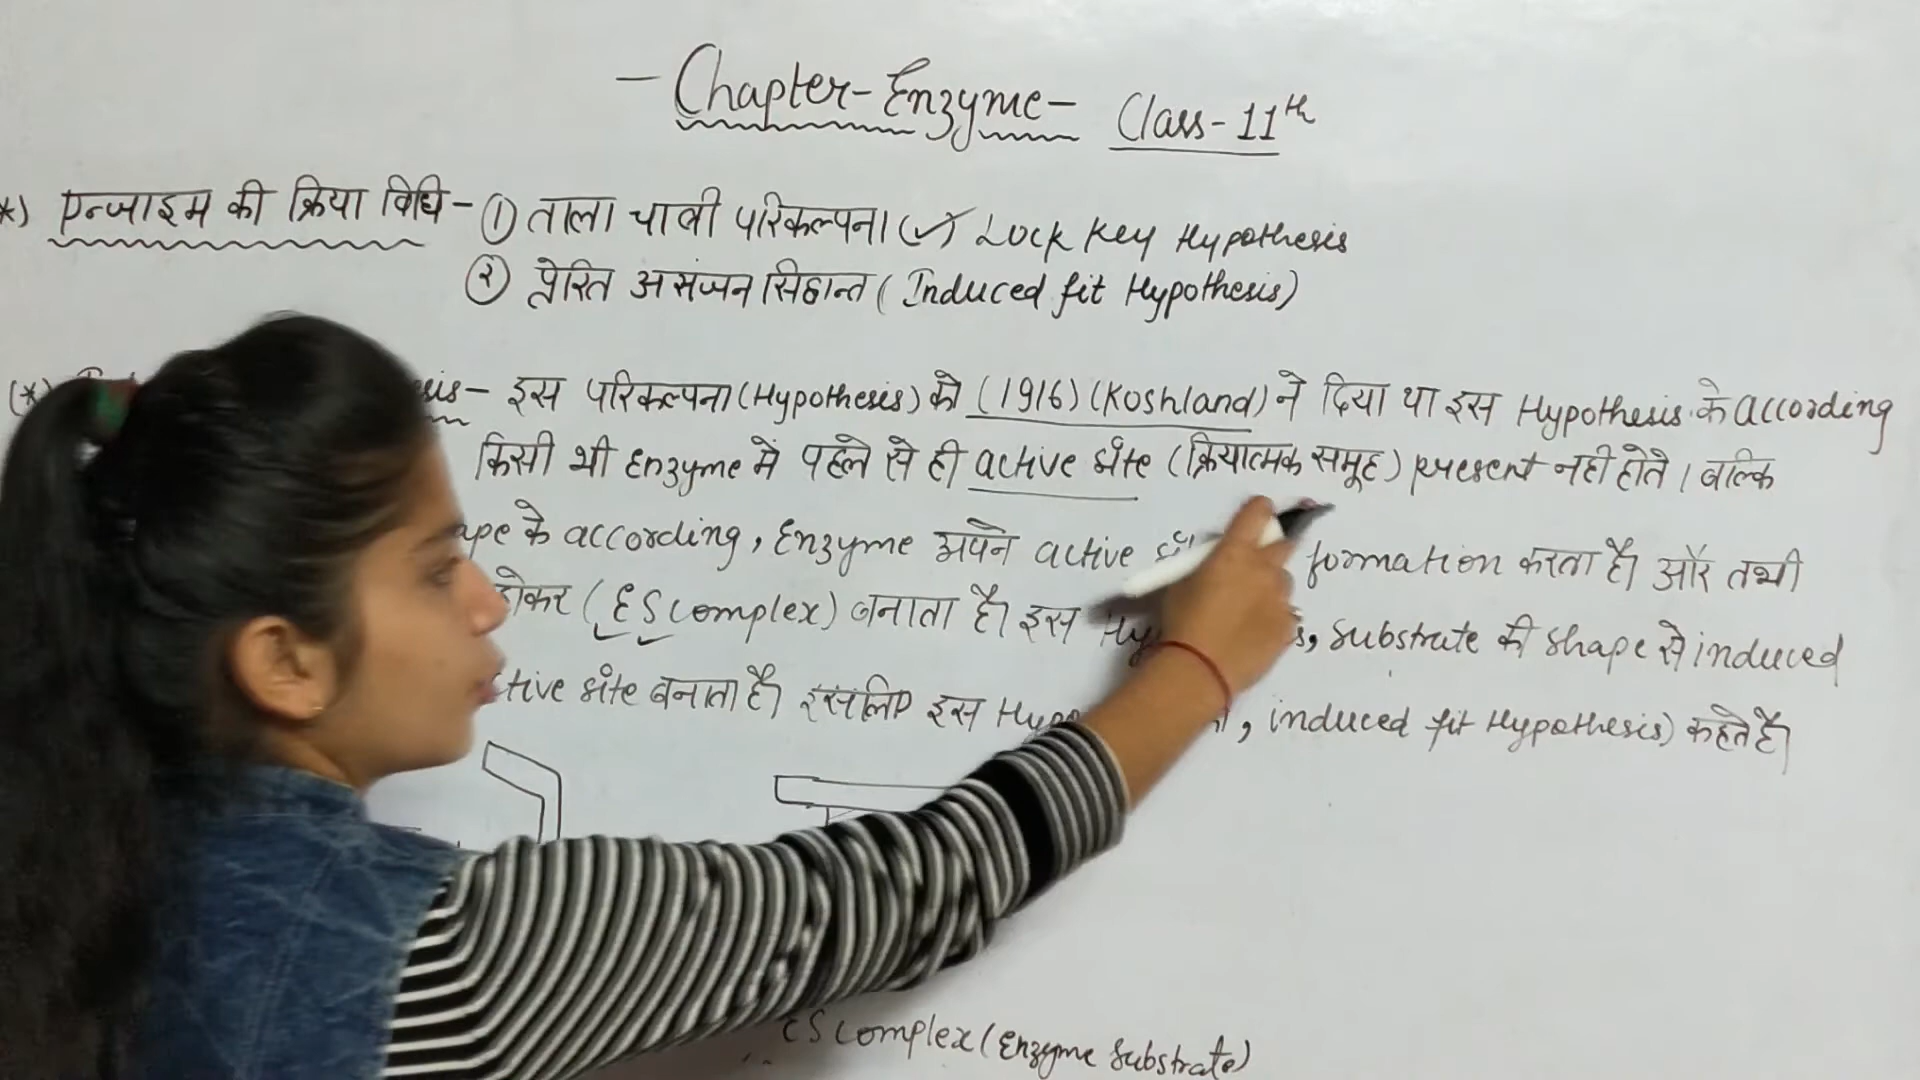 - Chapter - Enzyme - Class - 11th
*) एन्जाइम की क्रिया विधि - ① ताला चाबी परिकल्पना (✓) Lock Key Hypothesis
② प्रेरित असंजन सिद्धान्त ( Induced fit Hypothesis)
(*) sis - इस परिकल्पना (Hypothesis) को (1916) (Koshland) ने दिया था इस Hypothesis के according
किसी भी Enzyme में पहले से ही active site (क्रियात्मक समूह) present नही होते । बल्कि
ape के according, Enzyme अपने active formation करता है। और तभी
होकर (ES complex) बनाता है। इस Hy s, Substrate की shape से induced
ctive site बनाता है। इसलिए इस Hypo , induced fit Hypothesis) कहते है।
ES complex (Enzyme Substrate)